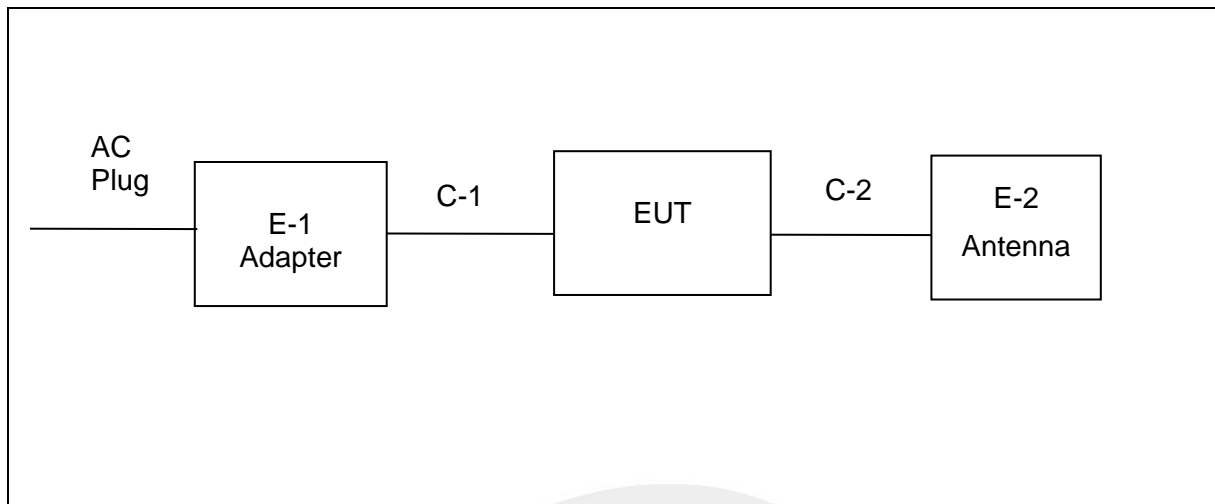 AC
Plug
E-1
Adapter
C-1
EUT
C-2
E-2
Antenna